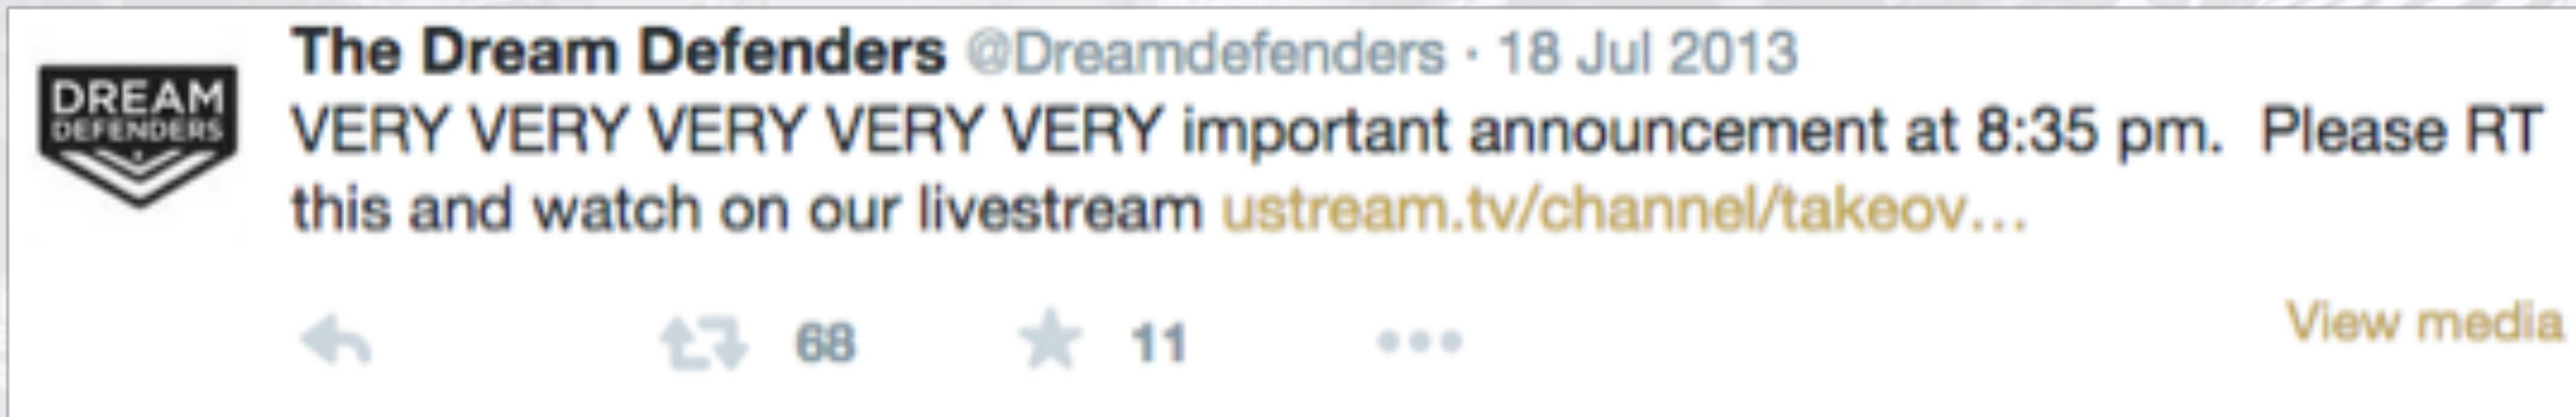 The Dream Defenders @Dreamdefenders · 18 Jul 2013
DREAM
DEFENDERS
VERY VERY VERY VERY VERY important announcement at 8:35 pm.  Please RT
this and watch on our livestream ustream.tv/channel/takeov...
68 11 View media